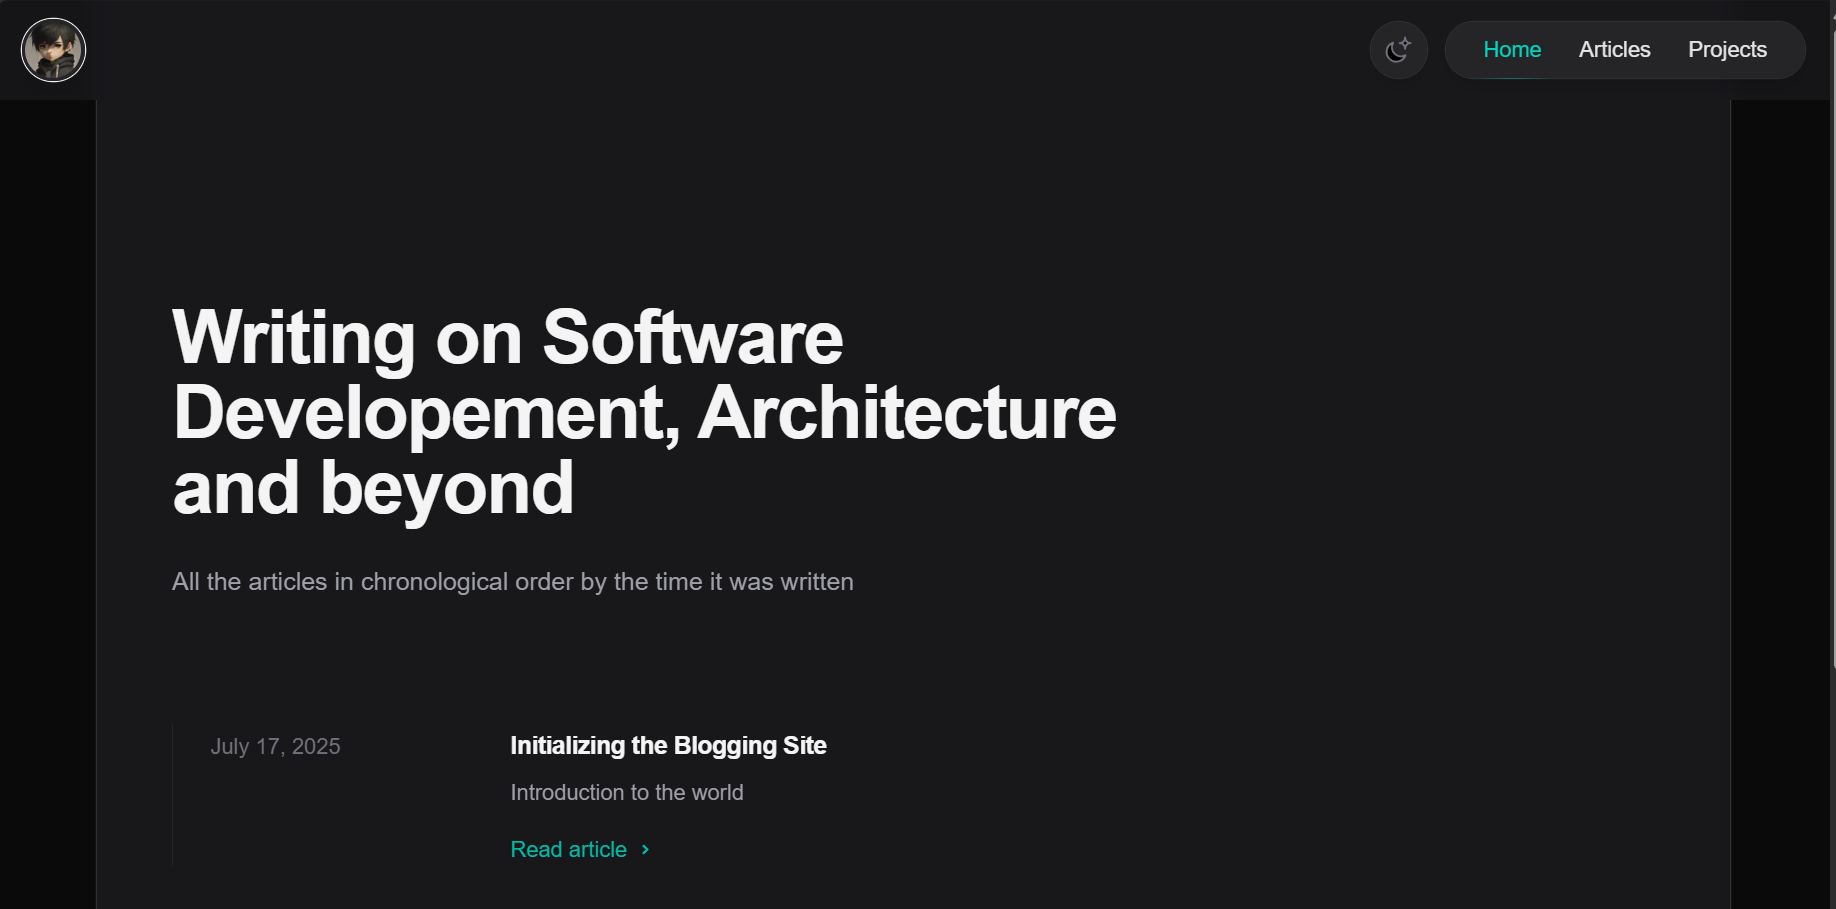 Home Articles Projects
Writing on Software
Developement, Architecture
and beyond
All the articles in chronological order by the time it was written
July 17, 2025
Initializing the Blogging Site
Introduction to the world
Read article